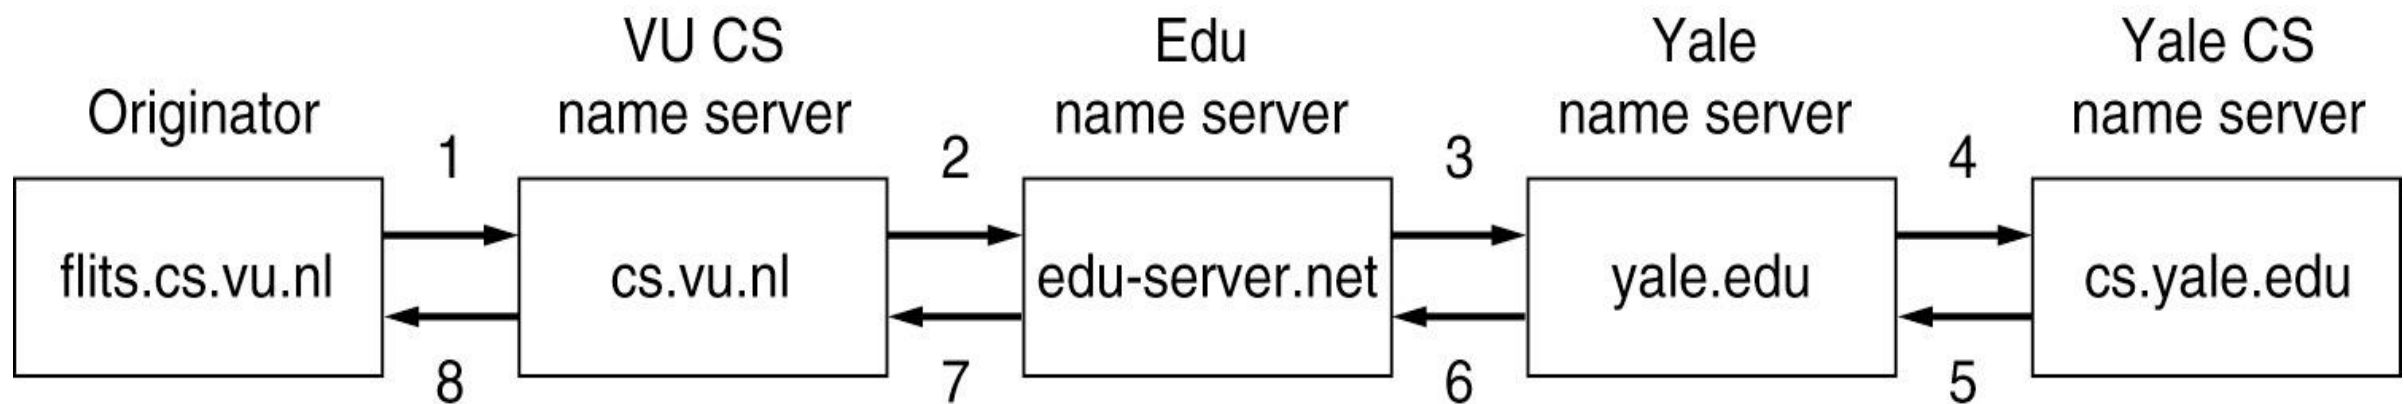 Originator
VU CS
name server
Edu
name server
Yale
name server
Yale CS
name server
1
2
3
4
flits.cs.vu.nl
cs.vu.nl
edu-server.net
yale.edu
cs.yale.edu
8
7
6
5